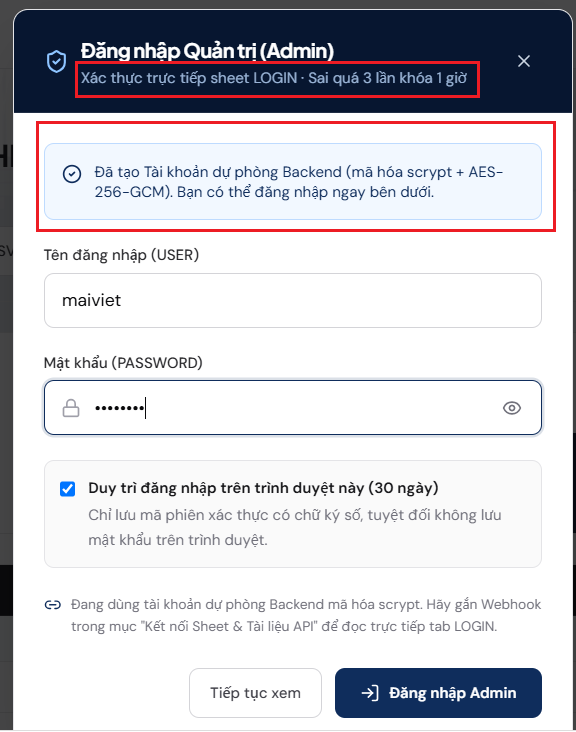 Đăng nhập Quản trị (Admin)
Xác thực trực tiếp sheet LOGIN · Sai quá 3 lần khóa 1 giờ
Đã tạo Tài khoản dự phòng Backend (mã hóa scrypt + AES-
256-GCM). Bạn có thể đăng nhập ngay bên dưới.
Tên đăng nhập (USER)
maiviet
Mật khẩu (PASSWORD)
••••••••
Duy trì đăng nhập trên trình duyệt này (30 ngày)
Chỉ lưu mã phiên xác thực có chữ ký số, tuyệt đối không lưu
mật khẩu trên trình duyệt.
Đang dùng tài khoản dự phòng Backend mã hóa scrypt. Hãy gắn Webhook
trong mục "Kết nối Sheet & Tài liệu API" để đọc trực tiếp tab LOGIN.
Tiếp tục xem
Đăng nhập Admin